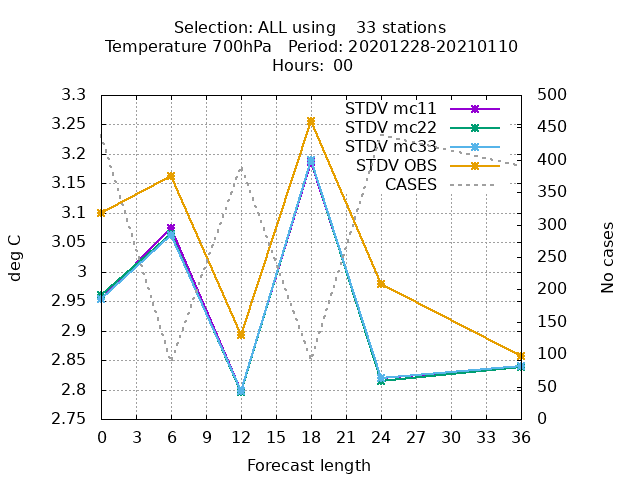 Selection: ALL using    33 stations
Temperature 700hPa   Period: 20201228-20210110
Hours:  00
3.3
3.25
3.2
3.15
3.1
3.05
3
2.95
2.9
2.85
2.8
2.75
deg C
STDV mc11
STDV mc22
STDV mc33
STDV OBS
CASES
500
450
400
350
300
250
200
150
100
50
0
No cases
0 3 6 9 12 15 18 21 24 27 30 33 36
Forecast length